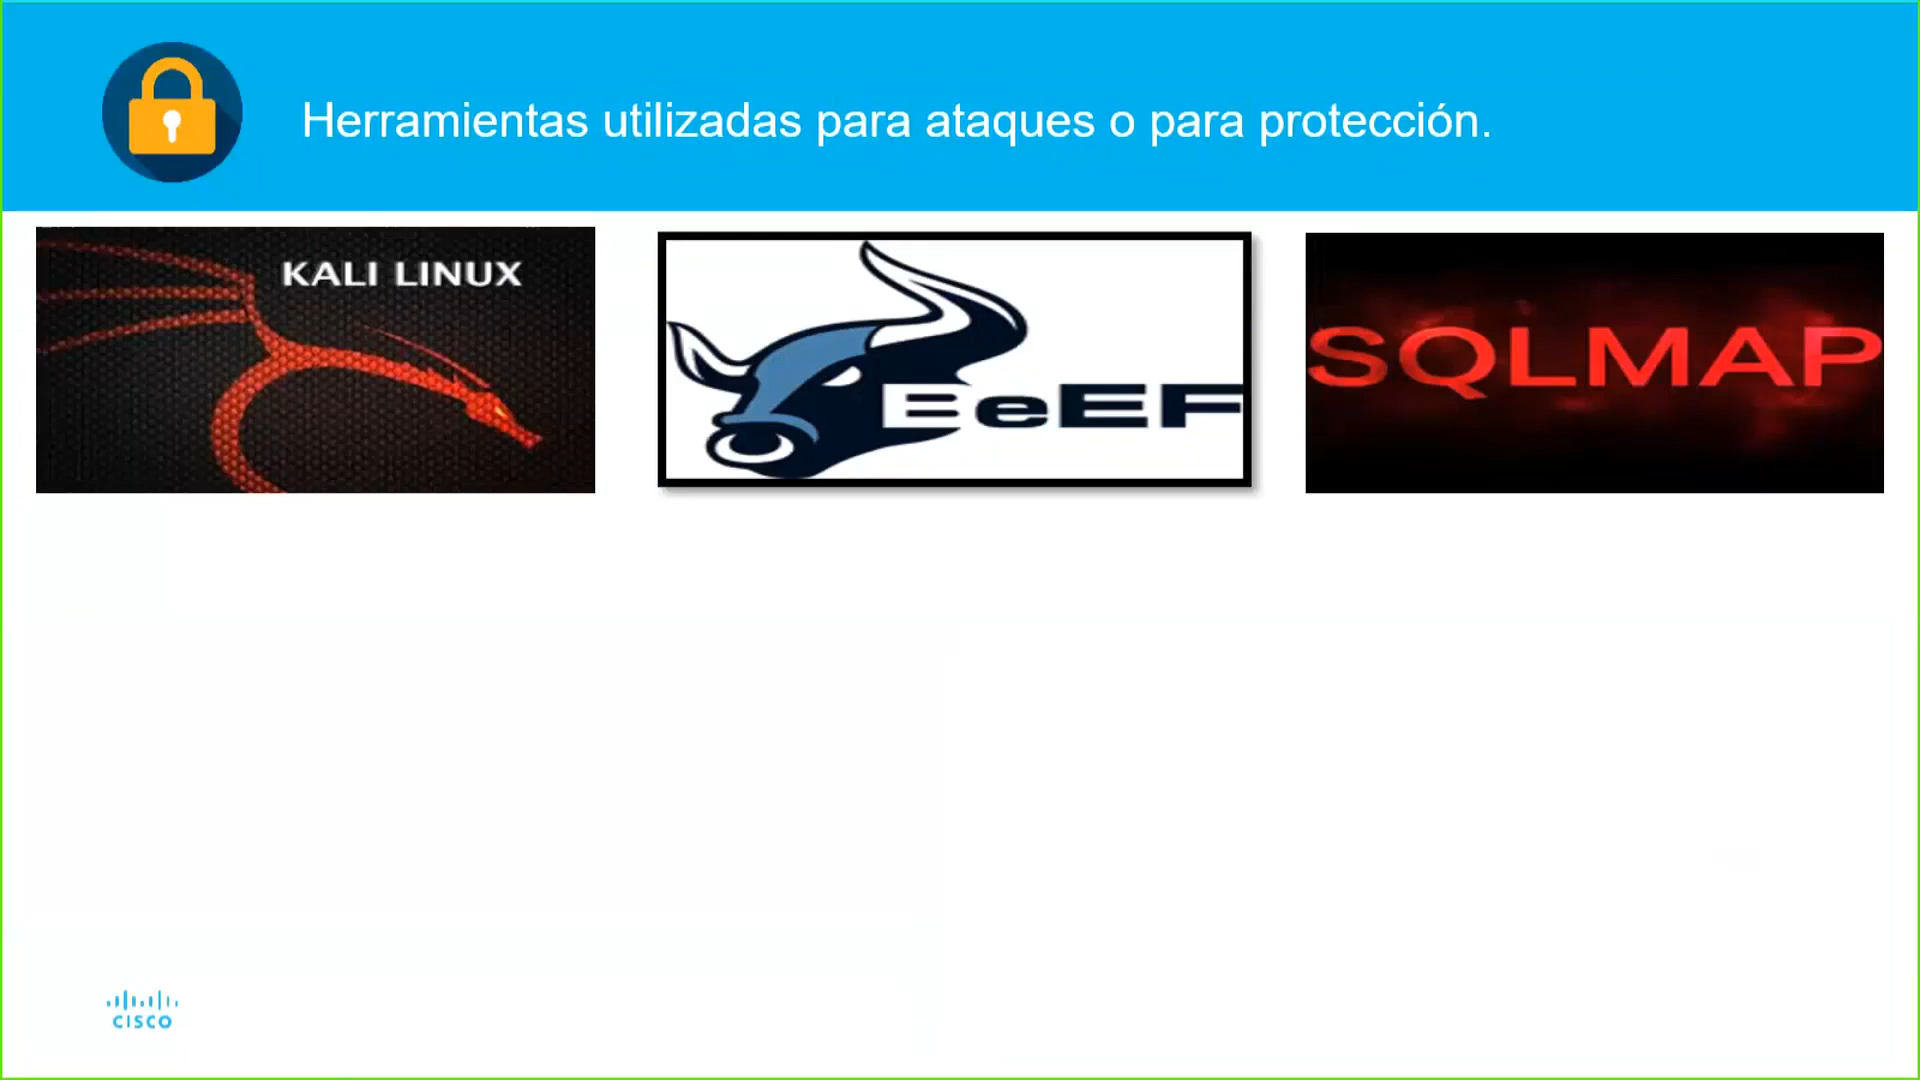 Herramientas utilizadas para ataques o para protección.
KALI LINUX
BeEF
SQLMAP
CISCO